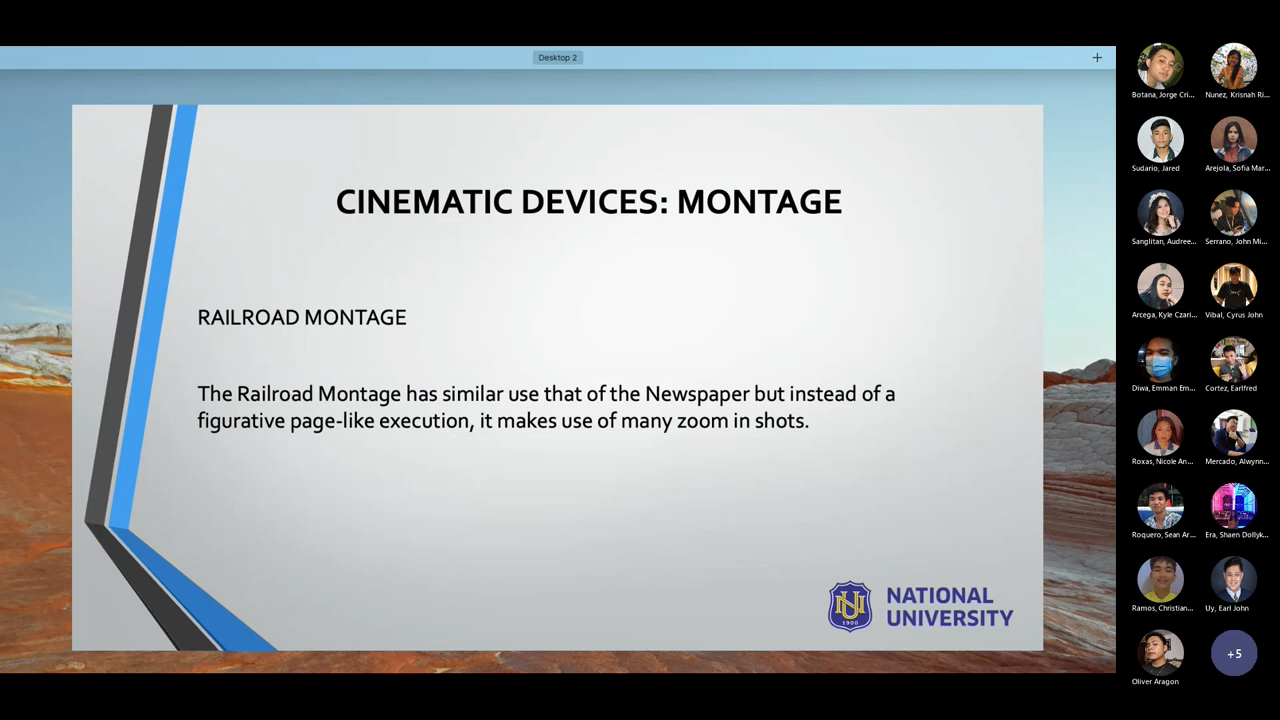 Desktop 2
CINEMATIC DEVICES: MONTAGE
RAILROAD MONTAGE
The Railroad Montage has similar use that of the Newspaper but instead of a
figurative page-like execution, it makes use of many zoom in shots.
NU
1900
NATIONAL
UNIVERSITY
Botana, Jorge Cri...
Nunez, Krisnah Ri...
Sudario, Jared
Arejola, Sofia Mar...
Sanglitan, Audree...
Serrano, John Mi...
Arcega, Kyle Czari...
Vibal, Cyrus John
Diwa, Emman Em...
Cortez, Earlfred
Roxas, Nicole An...
Mercado, Alwynn...
Roquero, Sean Ar...
Era, Shaen Dollyk...
Ramos, Christian...
Uy, Earl John
Oliver Aragon
+5